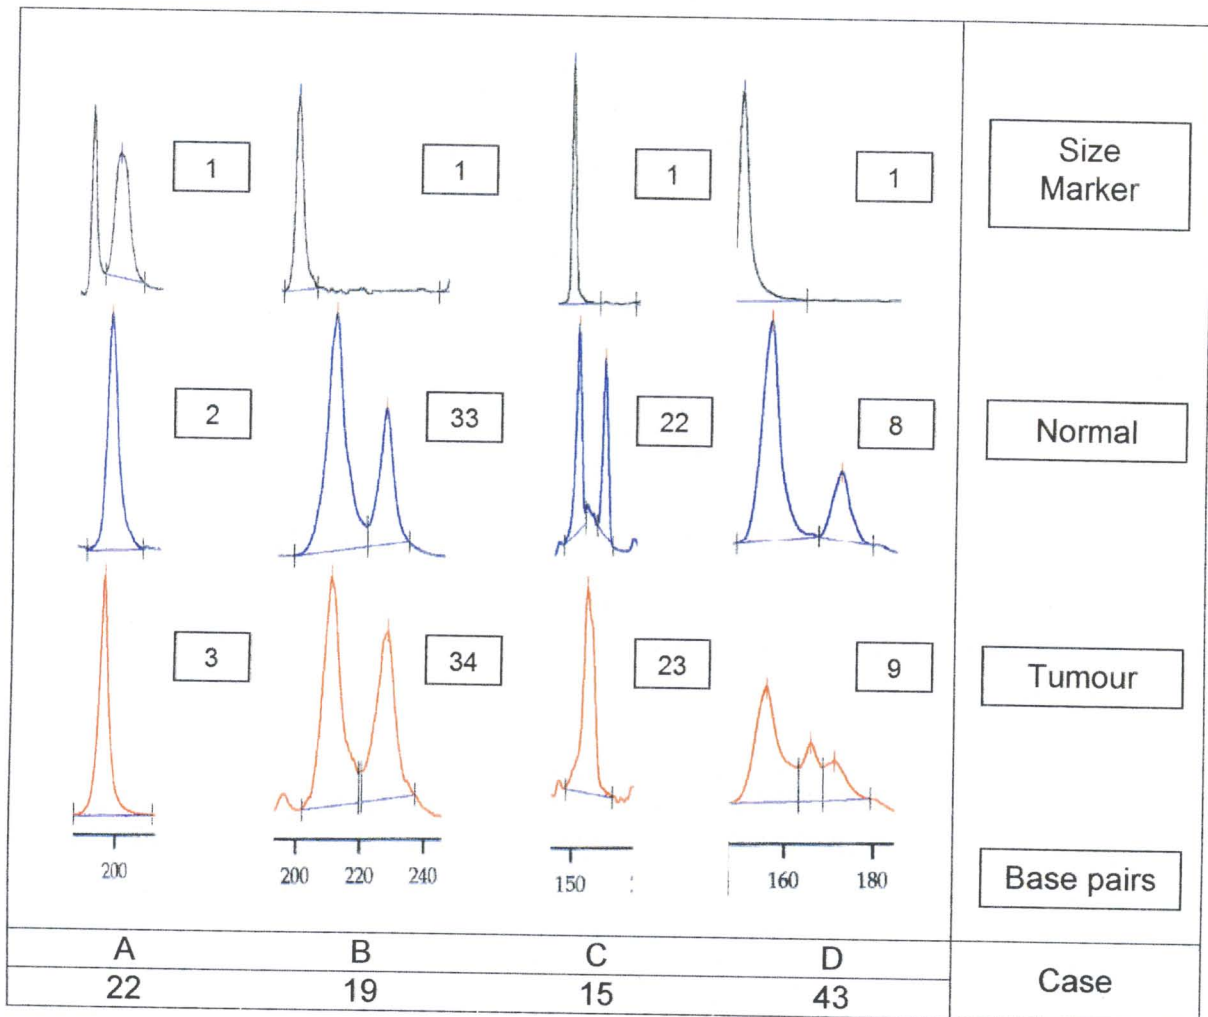 1 1 1 1 Size
Marker
2 33 22 8 Normal
3 34 23 9 Tumour
200 200 220 240 150 160 180 Base pairs
A B C D
22 19 15 43 Case